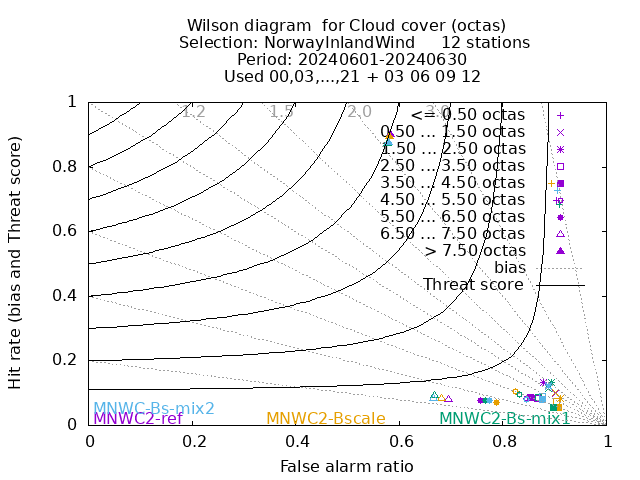 Wilson diagram  for Cloud cover (octas)
Selection: NorwayInlandWind     12 stations
Period: 20240601-20240630
Used 00,03,...,21 + 03 06 09 12
Hit rate (bias and Threat score)
1
0.8
0.6
0.4
0.2
0
1.2
1.5
2.0
3.0
<= 0.50 octas
0.50 ... 1.50 octas
1.50 ... 2.50 octas
2.50 ... 3.50 octas
3.50 ... 4.50 octas
4.50 ... 5.50 octas
5.50 ... 6.50 octas
6.50 ... 7.50 octas
> 7.50 octas
bias
Threat score
MNWC-Bs-mix2
MNWC2-ref
MNWC2-Bscale
MNWC2-Bs-mix1
0 0.2 0.4 0.6 0.8 1
False alarm ratio